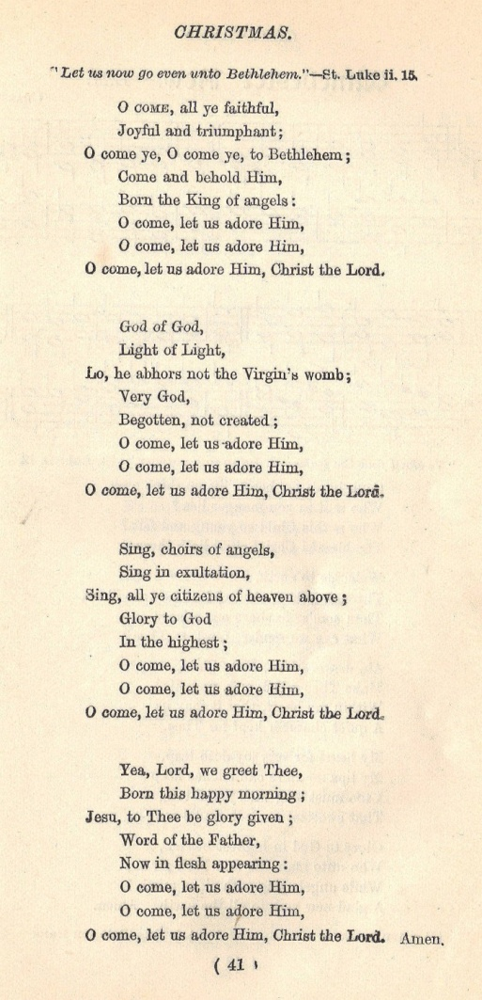 CHRISTMAS.
"Let us now go even unto Bethlehem."—St. Luke ii. 15.
O COME, all ye faithful,
Joyful and triumphant;
O come ye, O come ye, to Bethlehem;
Come and behold Him,
Born the King of angels:
O come, let us adore Him,
O come, let us adore Him,
O come, let us adore Him, Christ the Lord.
God of God,
Light of Light,
Lo, he abhors not the Virgin's womb;
Very God,
Begotten, not created;
O come, let us adore Him,
O come, let us adore Him,
O come, let us adore Him, Christ the Lord.
Sing, choirs of angels,
Sing in exultation,
Sing, all ye citizens of heaven above;
Glory to God
In the highest;
O come, let us adore Him,
O come, let us adore Him,
O come, let us adore Him, Christ the Lord.
Yea, Lord, we greet Thee,
Born this happy morning;
Jesu, to Thee be glory given;
Word of the Father,
Now in flesh appearing:
O come, let us adore Him,
O come, let us adore Him,
O come, let us adore Him, Christ the Lord. Amen.
( 41 )